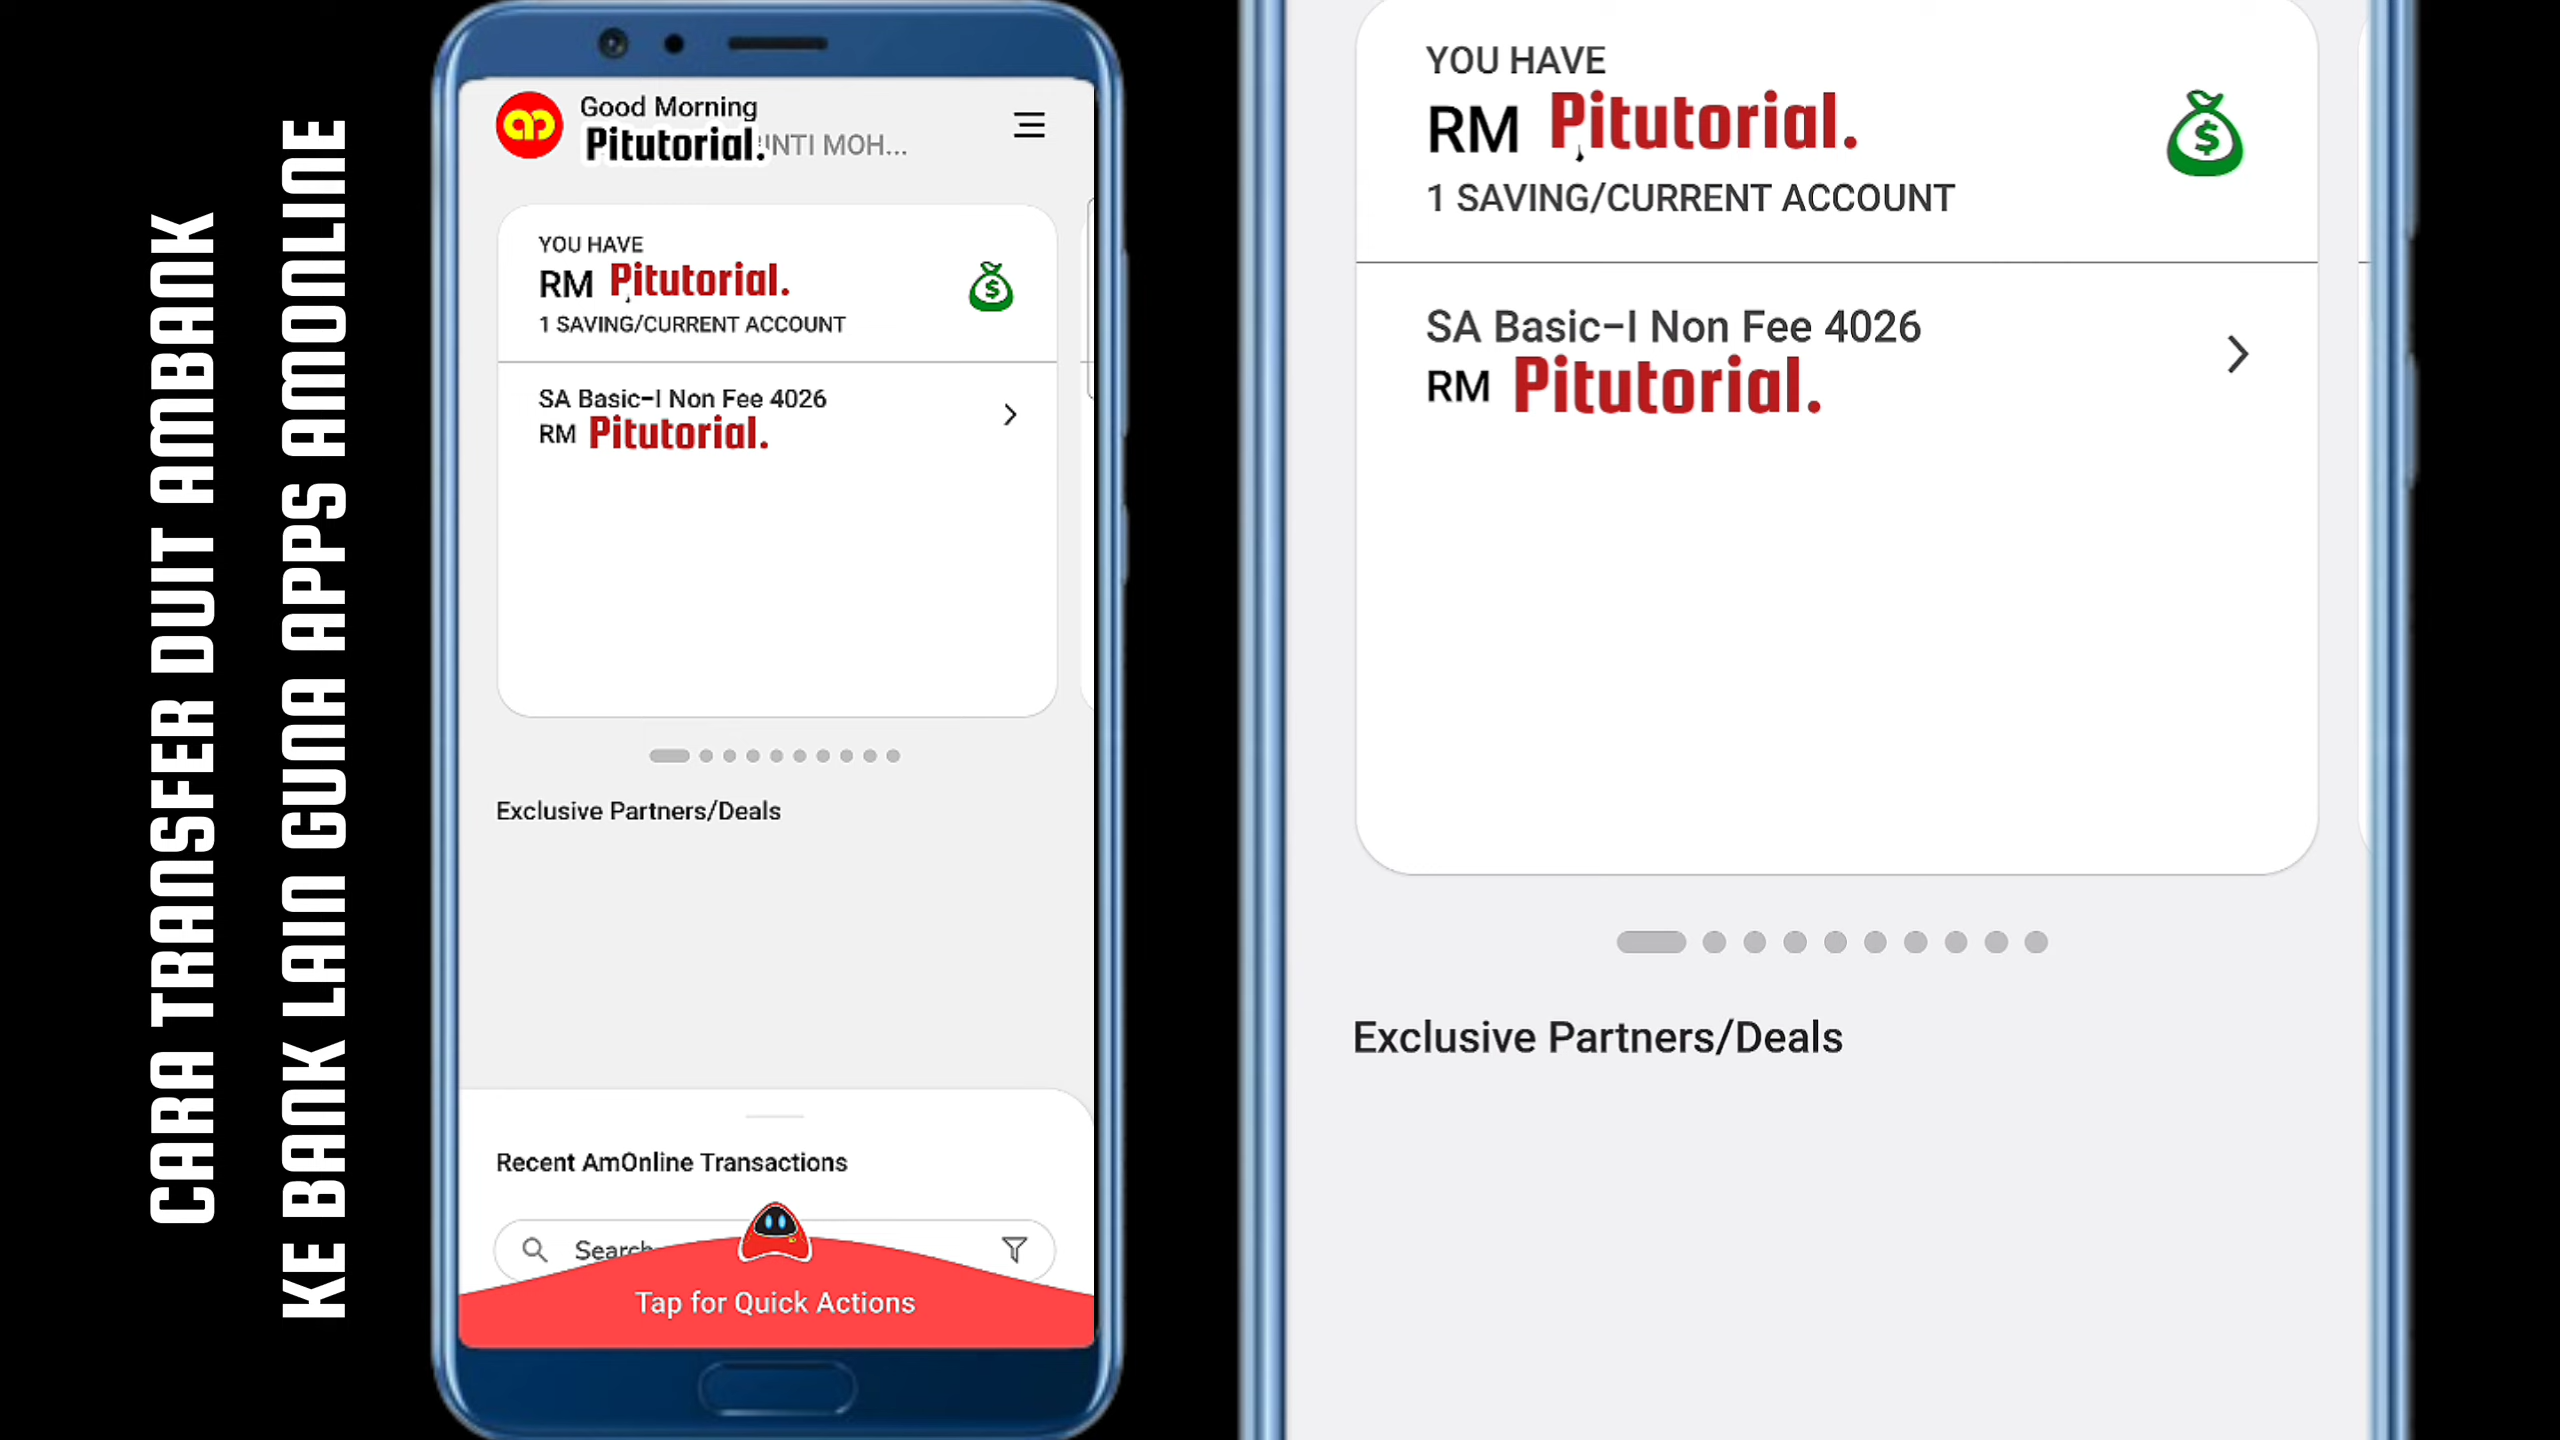 CARA TRANSFER DUIT AMBANK
KE BANK LAIN GUNA APPS AMONLINE
Good Morning
Pitutorial. INTI MOH...
YOU HAVE
RM Pitutorial.
1 SAVING/CURRENT ACCOUNT
SA Basic-I Non Fee 4026
RM Pitutorial.
Exclusive Partners/Deals
Recent AmOnline Transactions
Search
Tap for Quick Actions
YOU HAVE
RM Pitutorial.
1 SAVING/CURRENT ACCOUNT
SA Basic-I Non Fee 4026
RM Pitutorial.
Exclusive Partners/Deals